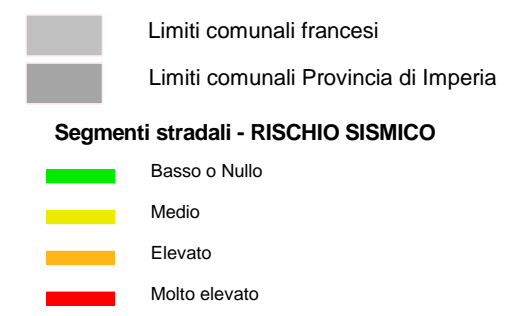 Limiti comunali francesi
Limiti comunali Provincia di Imperia
Segmenti stradali - RISCHIO SISMICO
Basso o Nullo
Medio
Elevato
Molto elevato